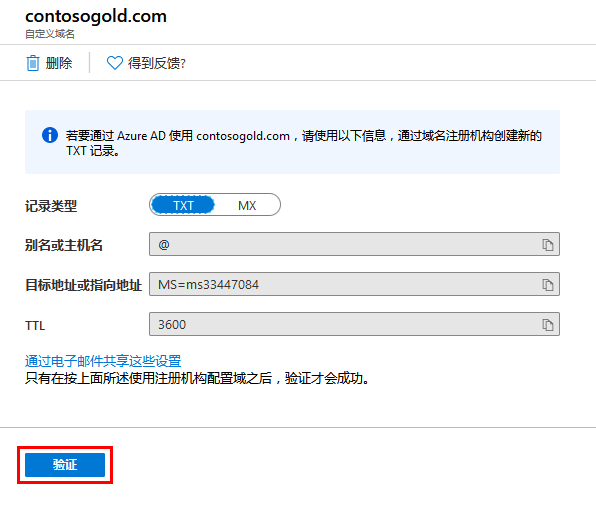 contosogold.com
自定义域名
删除 得到反馈?
若要通过 Azure AD 使用 contosogold.com，请使用以下信息，通过域名注册机构创建新的
TXT 记录。
记录类型 TXT MX
别名或主机名 @
目标地址或指向地址 MS=ms33447084
TTL 3600
通过电子邮件共享这些设置
只有在按上面所述使用注册机构配置域之后，验证才会成功。
验证